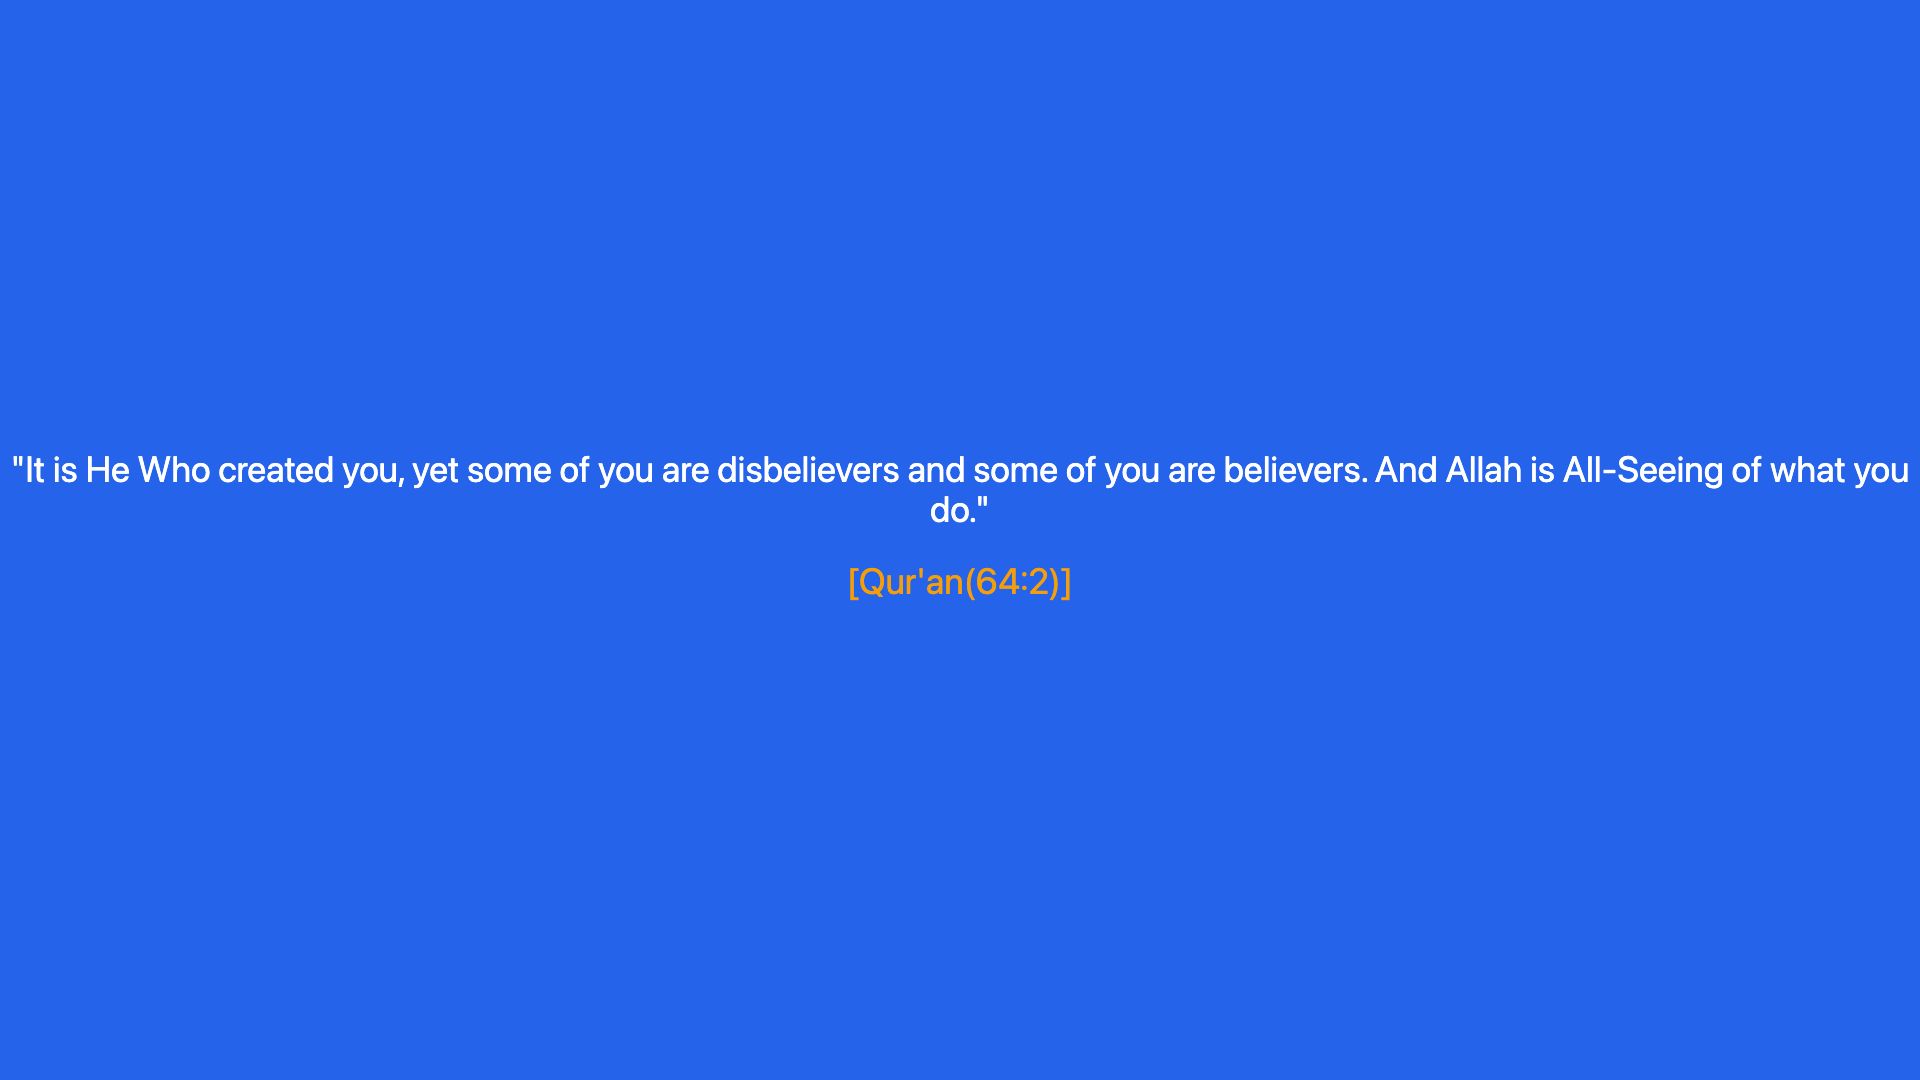 "It is He Who created you, yet some of you are disbelievers and some of you are believers. And Allah is All-Seeing of what you
do."
[Qur'an(64:2)]